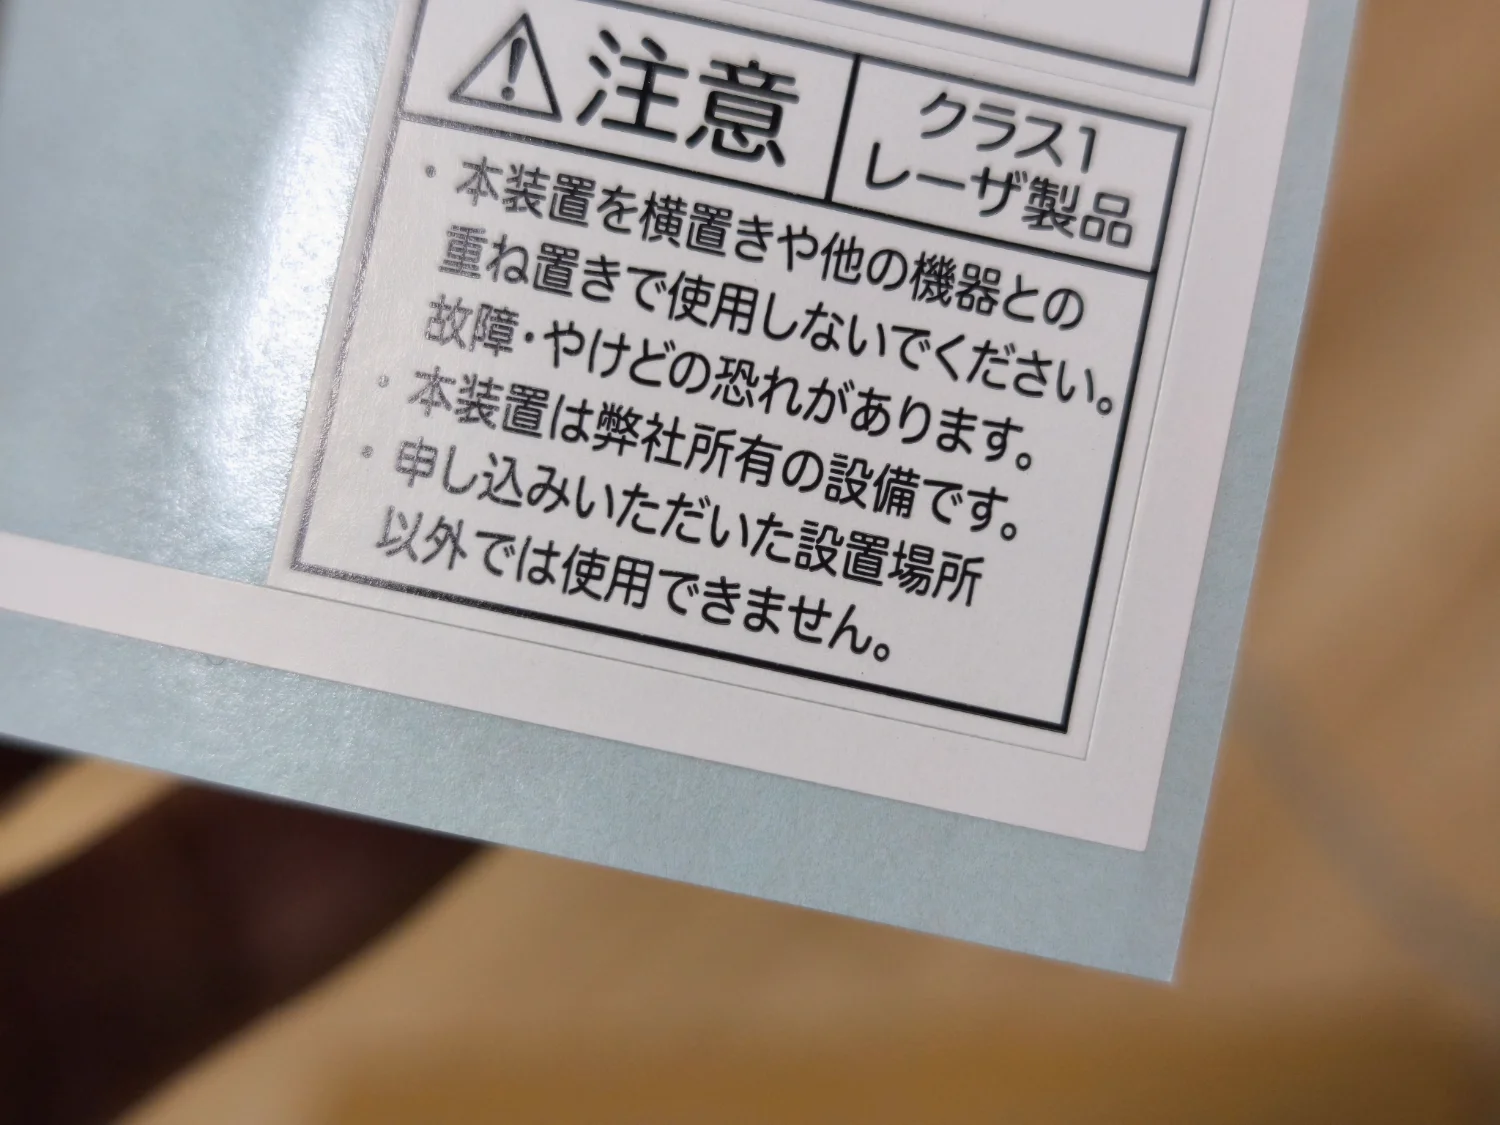 注意
クラス1
レーザ製品
・本装置を横置きや他の機器との
重ね置きで使用しないでください。
故障・やけどの恐れがあります。
・本装置は弊社所有の設備です。
・申し込みいただいた設置場所
以外では使用できません。